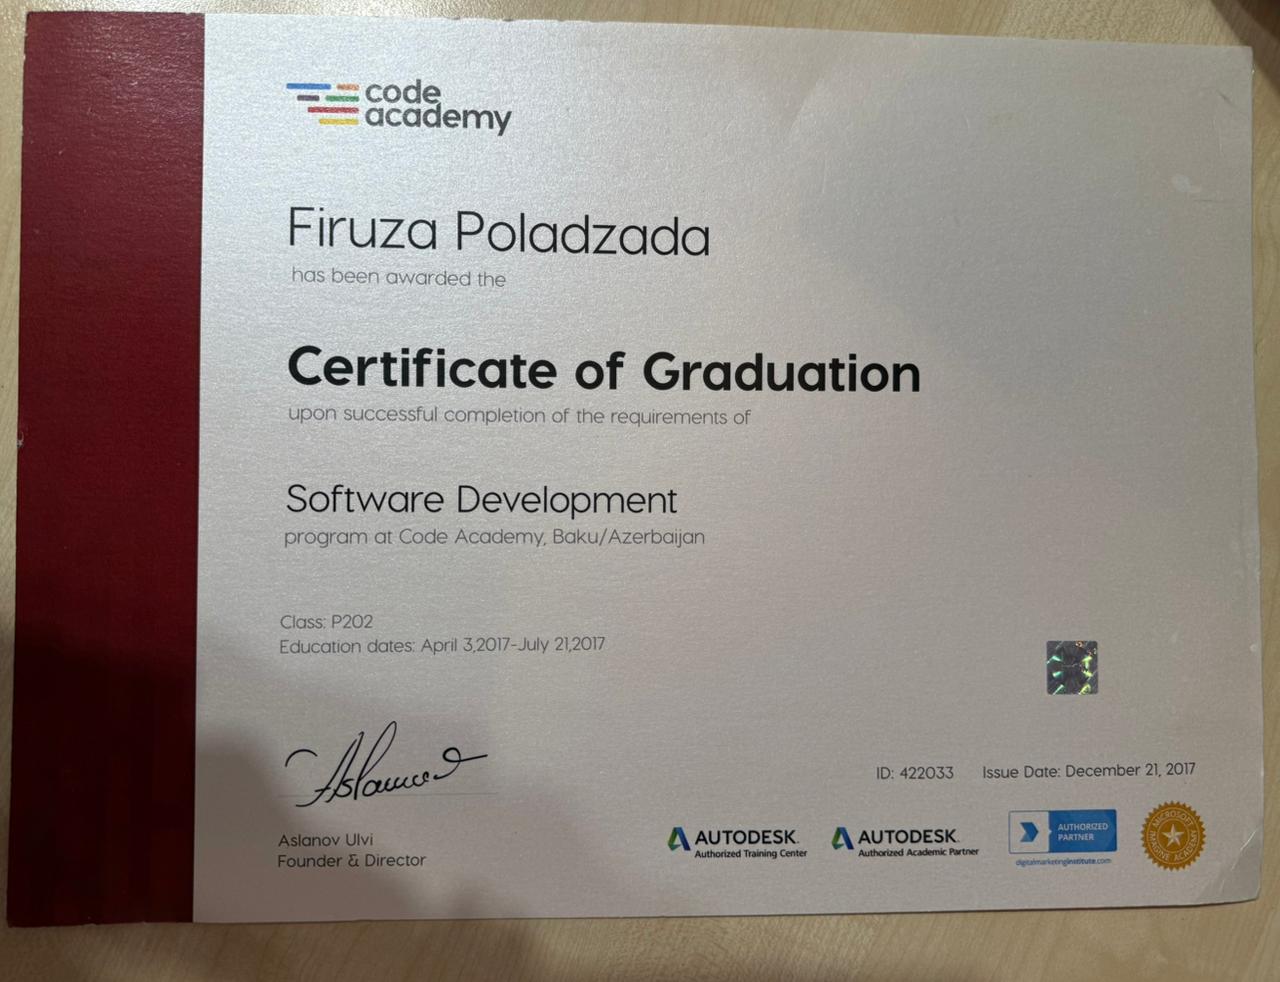 code
academy
Firuza Poladzada
has been awarded the
Certificate of Graduation
upon successful completion of the requirements of
Software Development
program at Code Academy, Baku/Azerbaijan
Class: P202
Education dates: April 3,2017-July 21,2017
Aslanov Ulvi
Founder & Director
ID: 422033 Issue Date: December 21, 2017
AUTODESK.
Authorized Training Center
AUTODESK.
Authorized Academic Partner
AUTHORIZED
PARTNER
digitalmarketinginstitute.com
MICROSOFT
IMAGINE ACADEMY